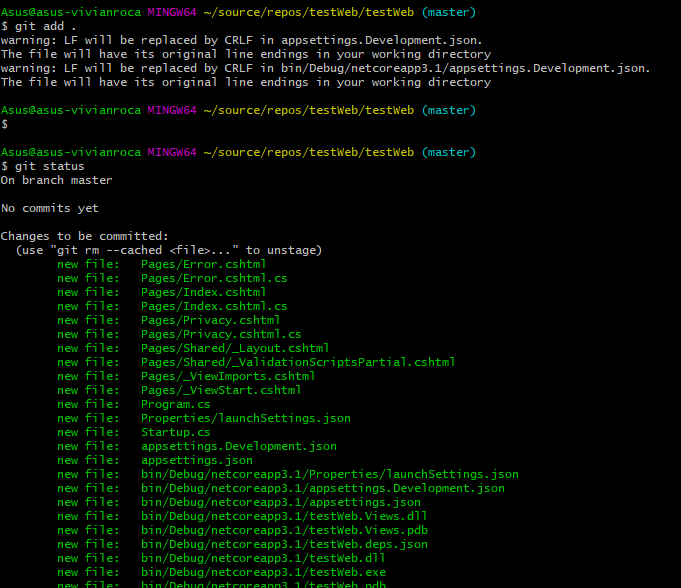 Asus@asus-vivianroca MINGW64 ~/source/repos/testWeb/testWeb (master)
$ git add .
warning: LF will be replaced by CRLF in appsettings.Development.json.
The file will have its original line endings in your working directory
warning: LF will be replaced by CRLF in bin/Debug/netcoreapp3.1/appsettings.Development.json.
The file will have its original line endings in your working directory
Asus@asus-vivianroca MINGW64 ~/source/repos/testWeb/testWeb (master)
$
Asus@asus-vivianroca MINGW64 ~/source/repos/testWeb/testWeb (master)
$ git status
On branch master
No commits yet
Changes to be committed:
(use "git rm --cached <file>..." to unstage)
new file: Pages/Error.cshtml
new file: Pages/Error.cshtml.cs
new file: Pages/Index.cshtml
new file: Pages/Index.cshtml.cs
new file: Pages/Privacy.cshtml
new file: Pages/Privacy.cshtml.cs
new file: Pages/Shared/_Layout.cshtml
new file: Pages/Shared/_ValidationScriptsPartial.cshtml
new file: Pages/_ViewImports.cshtml
new file: Pages/_ViewStart.cshtml
new file: Program.cs
new file: Properties/launchSettings.json
new file: Startup.cs
new file: appsettings.Development.json
new file: appsettings.json
new file: bin/Debug/netcoreapp3.1/Properties/launchSettings.json
new file: bin/Debug/netcoreapp3.1/appsettings.Development.json
new file: bin/Debug/netcoreapp3.1/appsettings.json
new file: bin/Debug/netcoreapp3.1/testWeb.Views.dll
new file: bin/Debug/netcoreapp3.1/testWeb.Views.pdb
new file: bin/Debug/netcoreapp3.1/testWeb.deps.json
new file: bin/Debug/netcoreapp3.1/testWeb.dll
new file: bin/Debug/netcoreapp3.1/testWeb.exe
new file: bin/Debug/netcoreapp3.1/testWeb.pdb